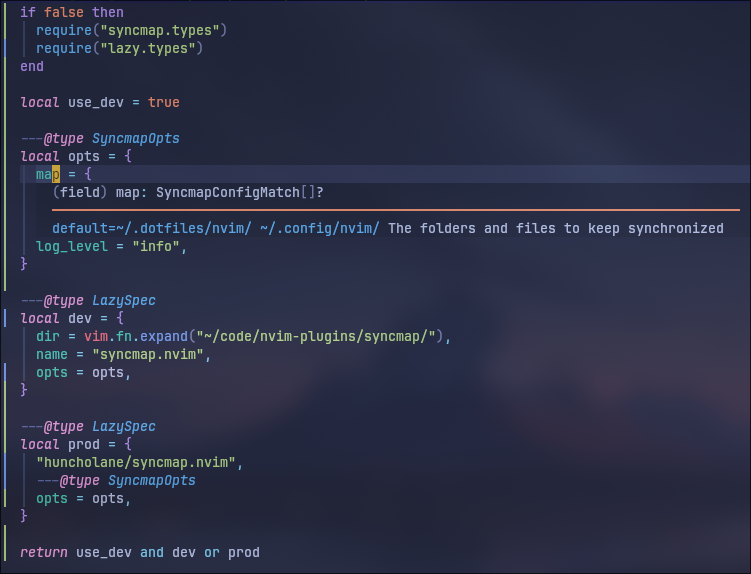 if false then
  require("syncmap.types")
  require("lazy.types")
end

local use_dev = true

---@type SyncmapOpts
local opts = {
  map = {
    (field) map: SyncmapConfigMatch[]?
    default=~/.dotfiles/nvim/ ~/.config/nvim/ The folders and files to keep synchronized
  log_level = "info",
}

---@type LazySpec
local dev = {
  dir = vim.fn.expand("~/code/nvim-plugins/syncmap/"),
  name = "syncmap.nvim",
  opts = opts,
}

---@type LazySpec
local prod = {
  "huncholane/syncmap.nvim",
  ---@type SyncmapOpts
  opts = opts,
}

return use_dev and dev or prod